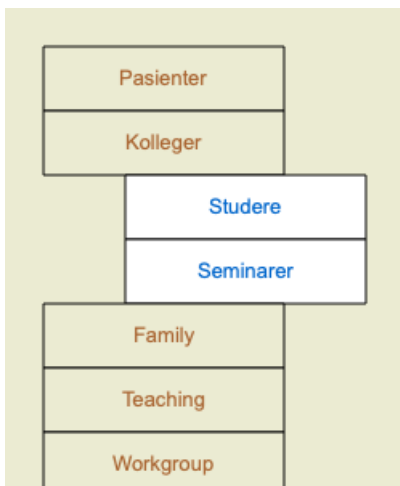 Pasienter
Kolleger
Studere
Seminarer
Family
Teaching
Workgroup